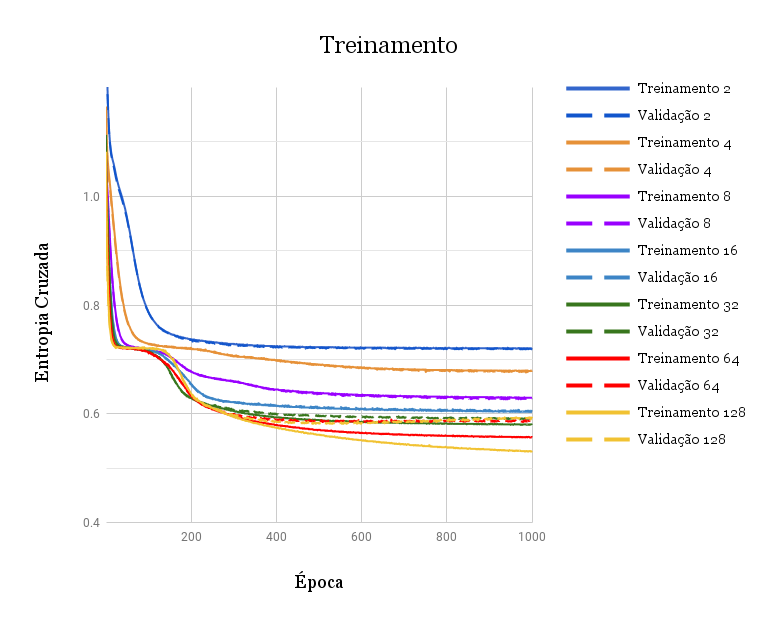 Treinamento
Entropia Cruzada
1.0
0.8
0.6
0.4
200
400
600
800
1000
Época
Treinamento 2
Validação 2
Treinamento 4
Validação 4
Treinamento 8
Validação 8
Treinamento 16
Validação 16
Treinamento 32
Validação 32
Treinamento 64
Validação 64
Treinamento 128
Validação 128